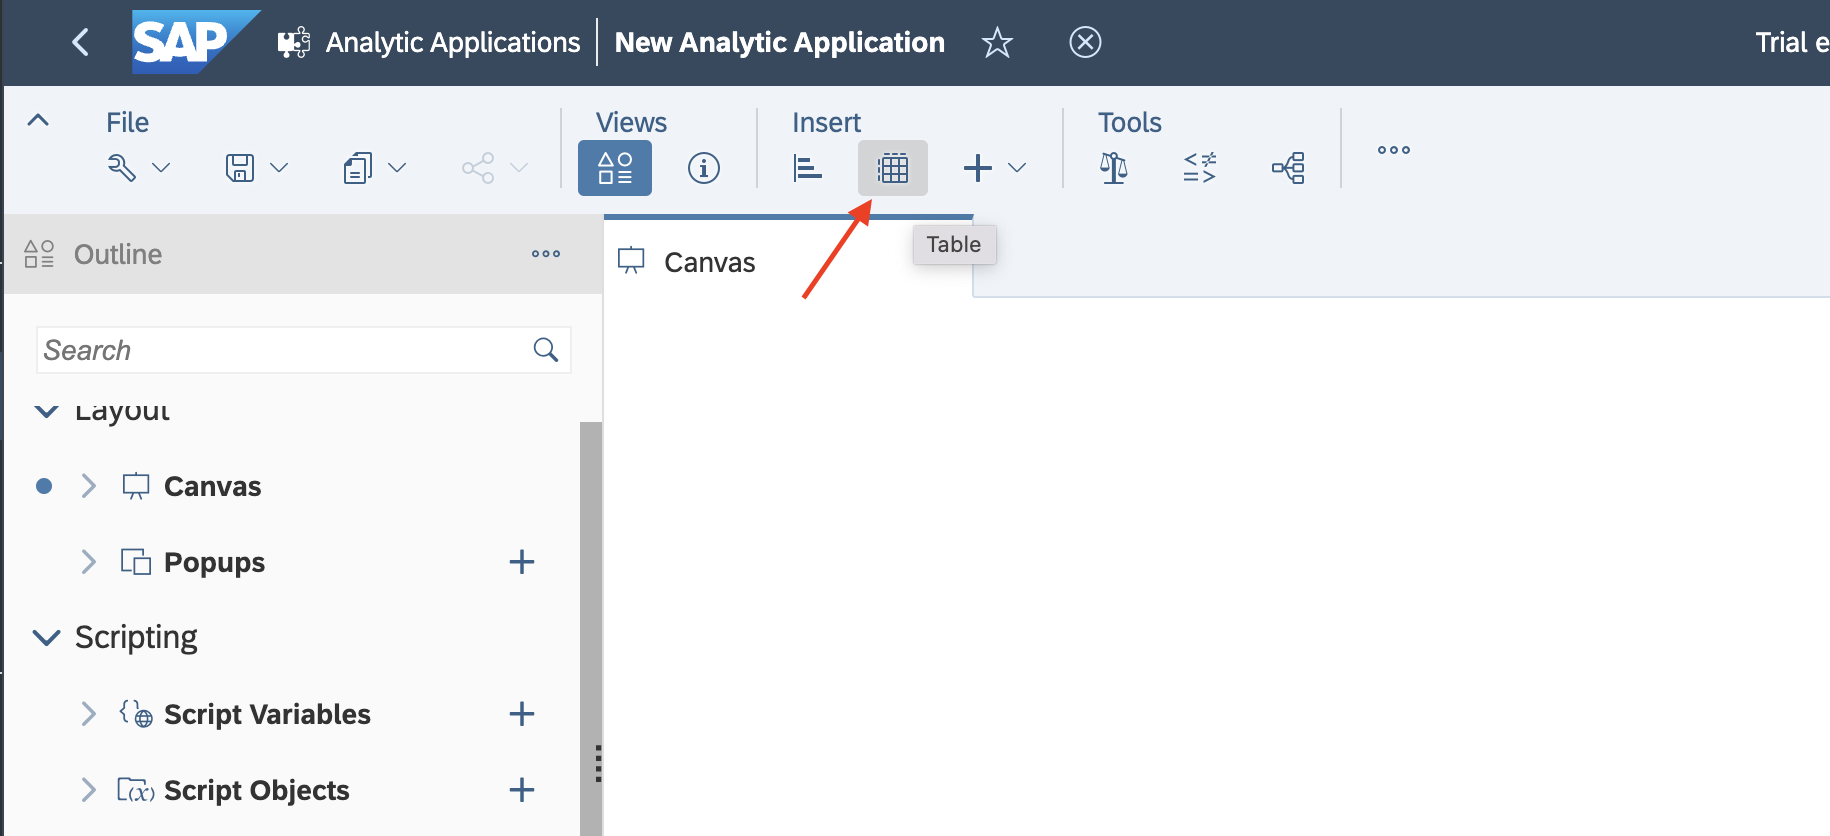 SAP Analytic Applications New Analytic Application Trial e
File Views Insert Tools
Outline
Canvas
Table
Search
Layout
Canvas
Popups
Scripting
Script Variables
Script Objects